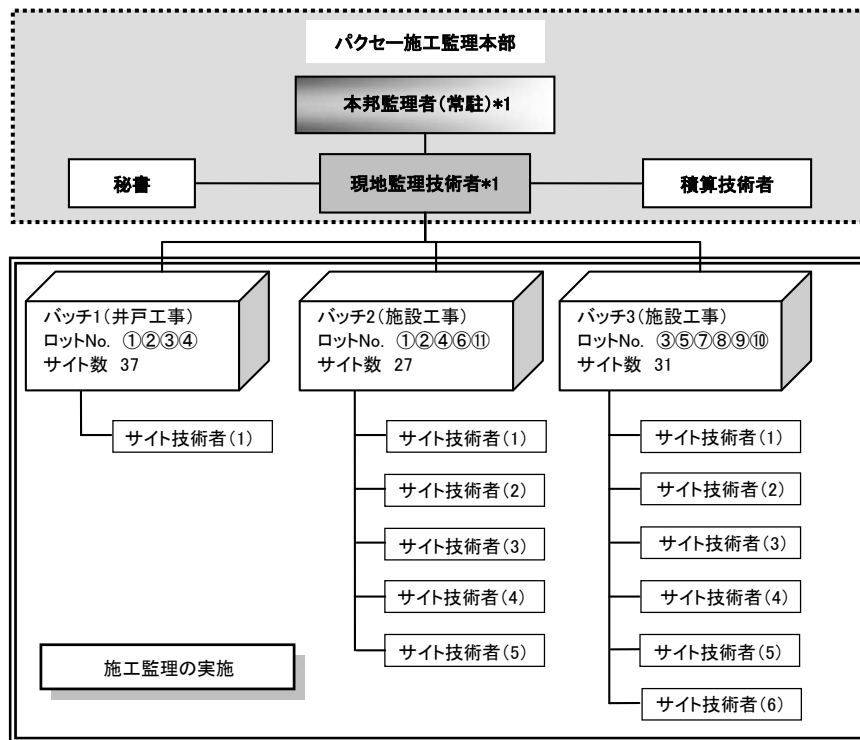 パクセー施工監理本部
本邦監理者(常駐)*1
秘書
現地監理技術者*1
積算技術者
バッチ1(井戸工事)
ロットNo. ①②③④
サイト数 37
バッチ2(施設工事)
ロットNo. ①②④⑥⑪
サイト数 27
バッチ3(施設工事)
ロットNo. ③⑤⑦⑧⑨⑩
サイト数 31
サイト技術者(1)
サイト技術者(1)
サイト技術者(2)
サイト技術者(3)
サイト技術者(4)
サイト技術者(5)
サイト技術者(1)
サイト技術者(2)
サイト技術者(3)
サイト技術者(4)
サイト技術者(5)
サイト技術者(6)
施工監理の実施